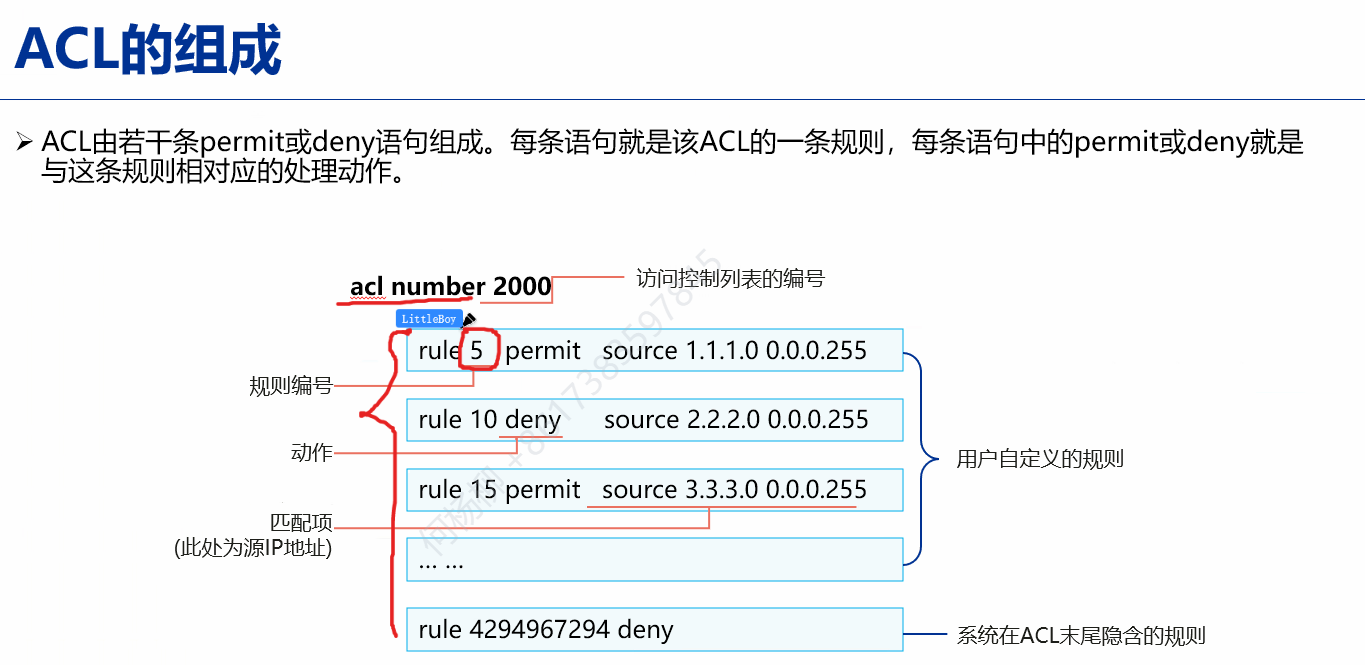 ACL的组成
ACL由若干条permit或deny语句组成。每条语句就是该ACL的一条规则，每条语句中的permit或deny就是
与这条规则相对应的处理动作。
acl number 2000
访问控制列表的编号
LittleBoy
rule 5 permit source 1.1.1.0 0.0.0.255
规则编号
rule 10 deny source 2.2.2.0 0.0.0.255
动作
用户自定义的规则
rule 15 permit source 3.3.3.0 0.0.0.255
匹配项
(此处为源IP地址)
... ...
rule 4294967294 deny
系统在ACL末尾隐含的规则